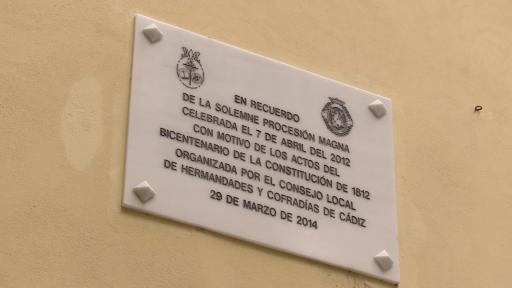 EN RECUERDO
DE LA SOLEMNE PROCESIÓN MAGNA
CELEBRADA EL 7 DE ABRIL DEL 2012
CON MOTIVO DE LOS ACTOS DEL
BICENTENARIO DE LA CONSTITUCIÓN DE 1812
ORGANIZADA POR EL CONSEJO LOCAL
DE HERMANDADES Y COFRADÍAS DE CÁDIZ
29 DE MARZO DE 2014